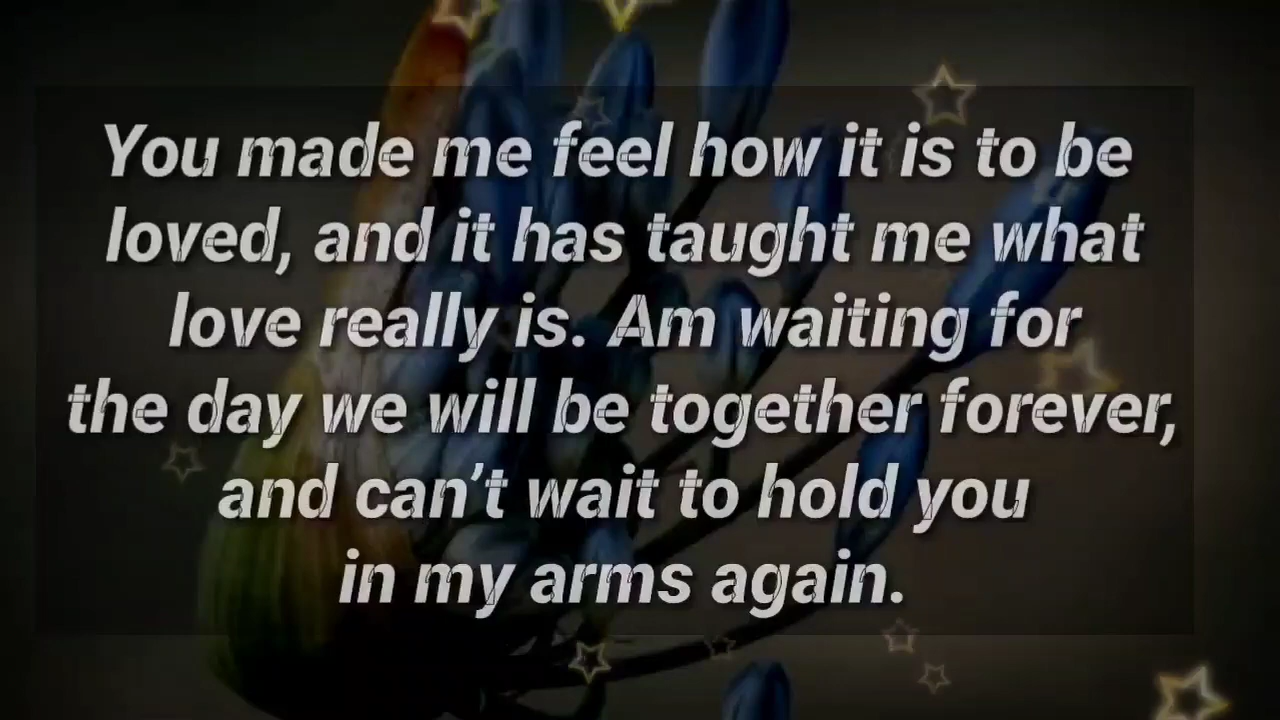 You made me feel how it is to be
loved, and it has taught me what
love really is. Am waiting for
the day we will be together forever,
and can’t wait to hold you
in my arms again.